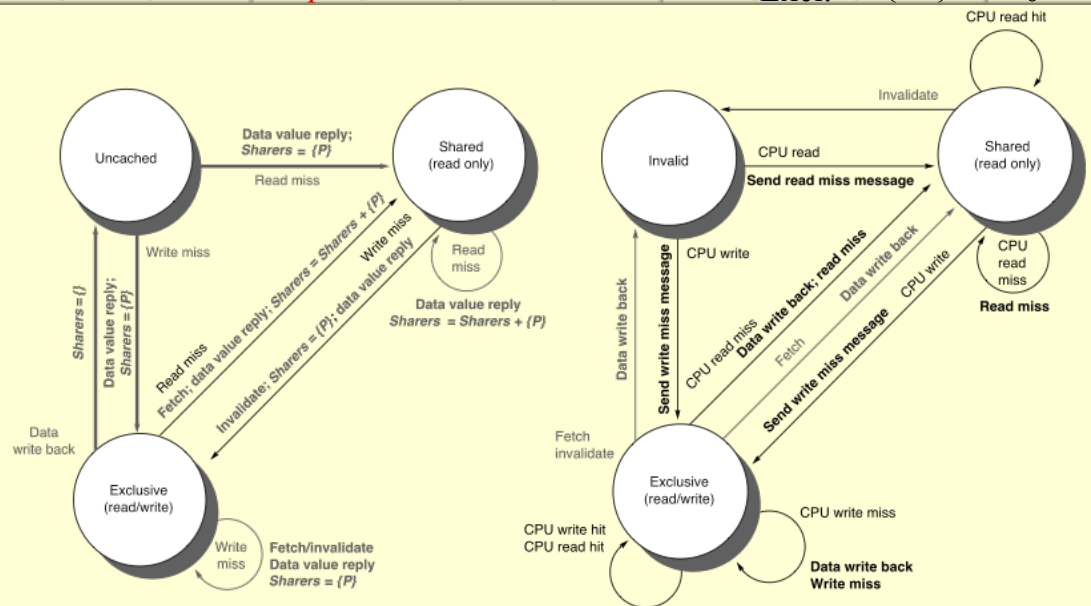 CPU read hit
Uncached
Data value reply;
Sharers = {P}
Read miss
Shared
(read only)
Write miss
Sharers = {}
Data value reply;
Sharers = {P}
Read miss
Fetch; data value reply; Sharers = Sharers + {P}
Write miss
Invalidate; Sharers = {P}; data value reply
Read
miss
Data value reply
Sharers = Sharers + {P}
Data
write back
Exclusive
(read/write)
Write
miss
Fetch/invalidate
Data value reply
Sharers = {P}
Invalid
Invalidate
CPU read
Send read miss message
Shared
(read only)
CPU write
Send write miss message
Data write back
CPU read miss
Data write back; read miss
Fetch
Data write back
CPU write
Send write miss message
CPU
read
miss
Read miss
Fetch
invalidate
Exclusive
(read/write)
CPU write hit
CPU read hit
CPU write miss
Data write back
Write miss